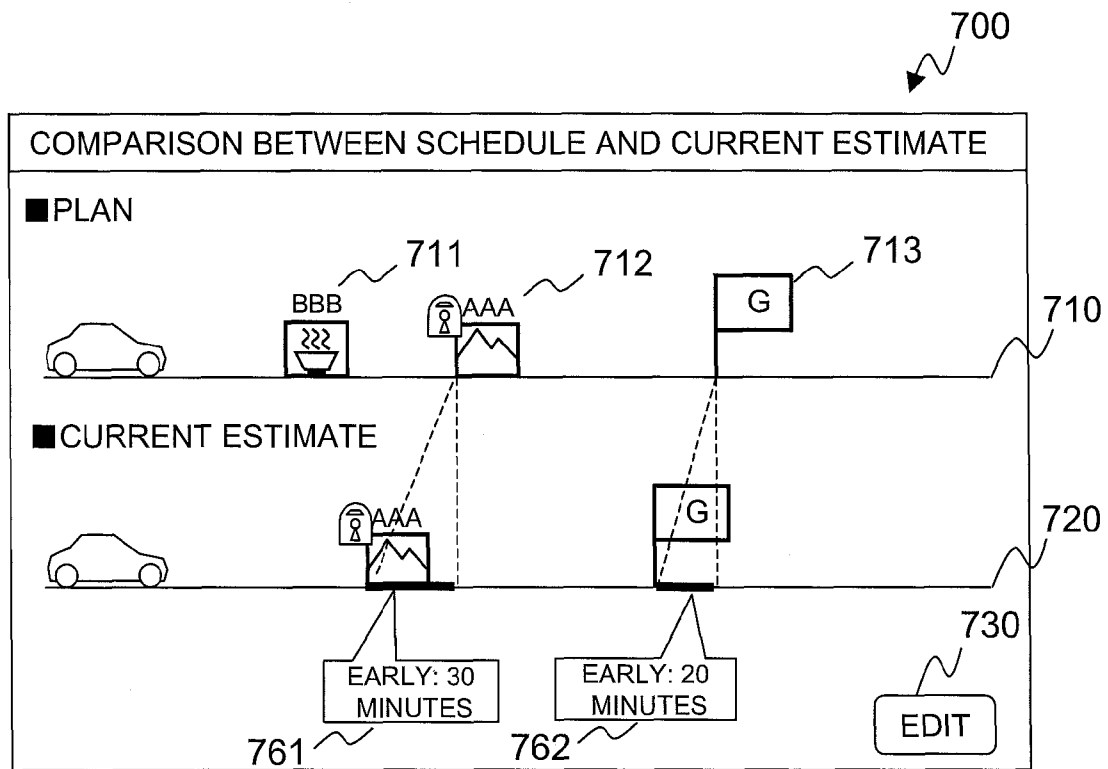 700
COMPARISON BETWEEN SCHEDULE AND CURRENT ESTIMATE
■PLAN
711
712
713
BBB
AAA
G
710
■CURRENT ESTIMATE
AAA
G
720
730
EARLY: 30
MINUTES
EARLY: 20
MINUTES
EDIT
761
762